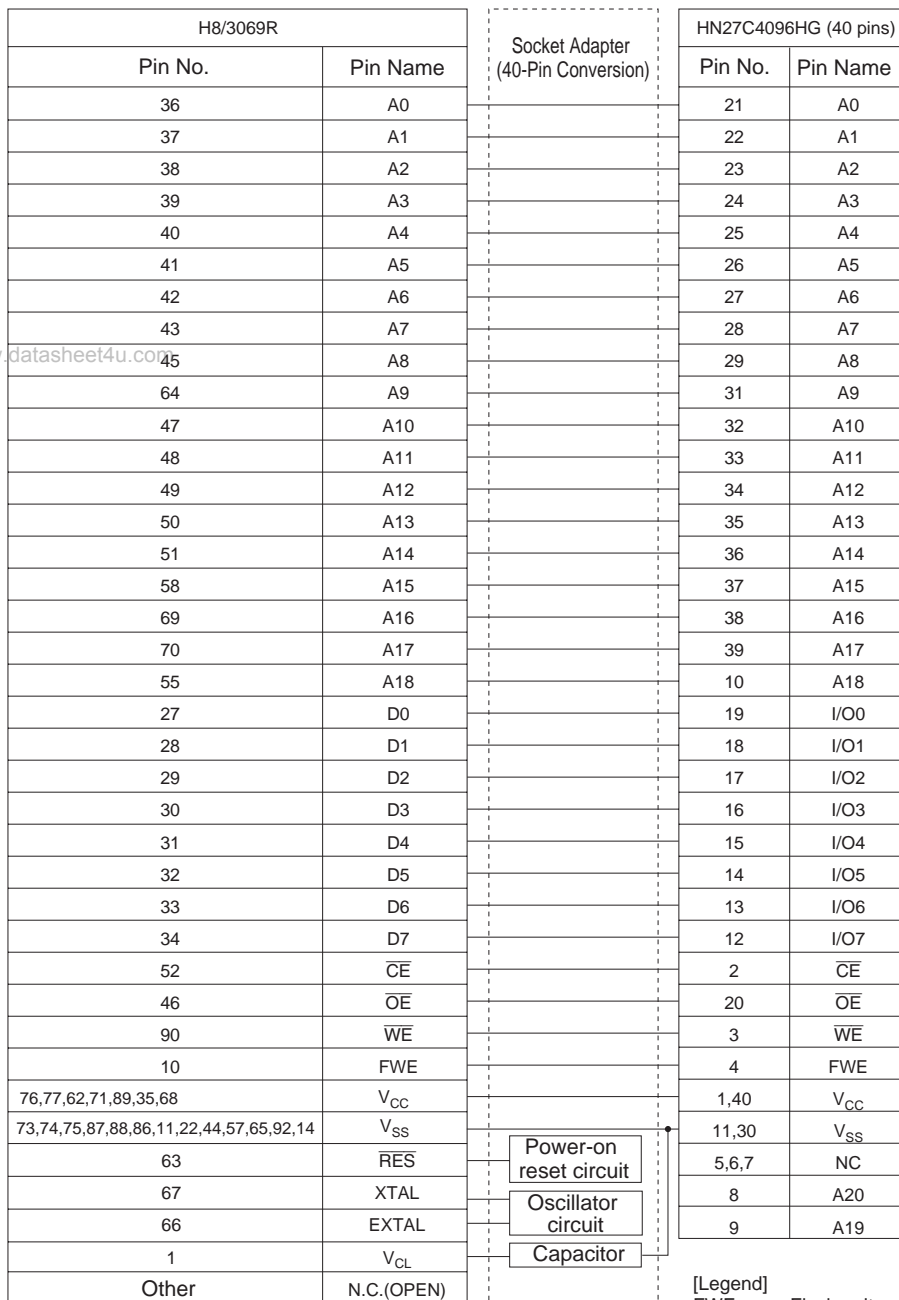 H8/3069R Socket Adapter (40-Pin Conversion) HN27C4096HG (40 pins)
Pin No. Pin Name Pin No. Pin Name
36 A0 21 A0
37 A1 22 A1
38 A2 23 A2
39 A3 24 A3
40 A4 25 A4
41 A5 26 A5
42 A6 27 A6
43 A7 28 A7
.datasheet4u.com
45 A8 29 A8
64 A9 31 A9
47 A10 32 A10
48 A11 33 A11
49 A12 34 A12
50 A13 35 A13
51 A14 36 A14
58 A15 37 A15
69 A16 38 A16
70 A17 39 A17
55 A18 10 A18
27 D0 19 I/O0
28 D1 18 I/O1
29 D2 17 I/O2
30 D3 16 I/O3
31 D4 15 I/O4
32 D5 14 I/O5
33 D6 13 I/O6
34 D7 12 I/O7
52 C̅E̅ 2 C̅E̅
46 O̅E̅ 20 O̅E̅
90 W̅E̅ 3 W̅E̅
10 FWE 4 FWE
76,77,62,71,89,35,68 VCC 1,40 VCC
73,74,75,87,88,86,11,22,44,57,65,92,14 VSS 11,30 VSS
63 R̅E̅S̅ Power-on reset circuit 5,6,7 NC
67 XTAL Oscillator circuit 8 A20
66 EXTAL 9 A19
1 VCL Capacitor
Other N.C.(OPEN)
[Legend]